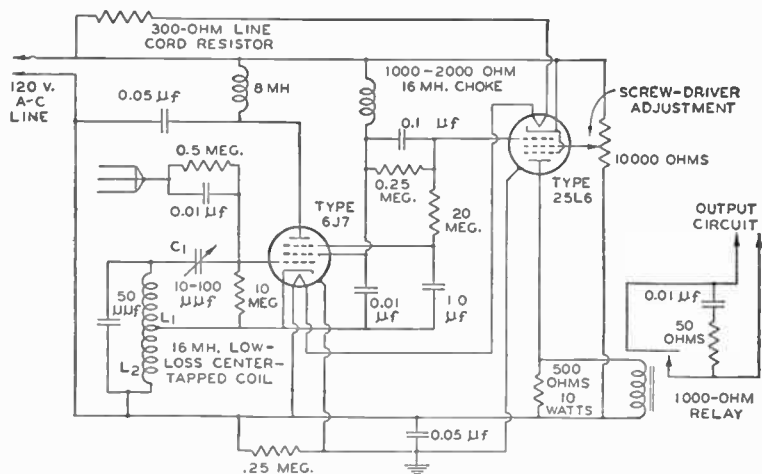 300-OHM LINE
CORD RESISTOR
120 V.
A-C
LINE
0.05 μf
8 MH
1000-2000 OHM
16 MH. CHOKE
0.1 μf
SCREW-DRIVER
ADJUSTMENT
10000 OHMS
0.5 MEG.
0.01 μf
TYPE
6J7
0.25
MEG.
20
MEG.
TYPE
25L6
OUTPUT
CIRCUIT
C1
10-100
μμf
50
μμf
L1
L2
10
MEG
0.01
μf
1.0
μf
16 MH. LOW-
LOSS CENTER-
TAPPED COIL
0.01 μf
50
OHMS
500
OHMS
10
WATTS
1000-OHM
RELAY
.25 MEG.
0.05 μf